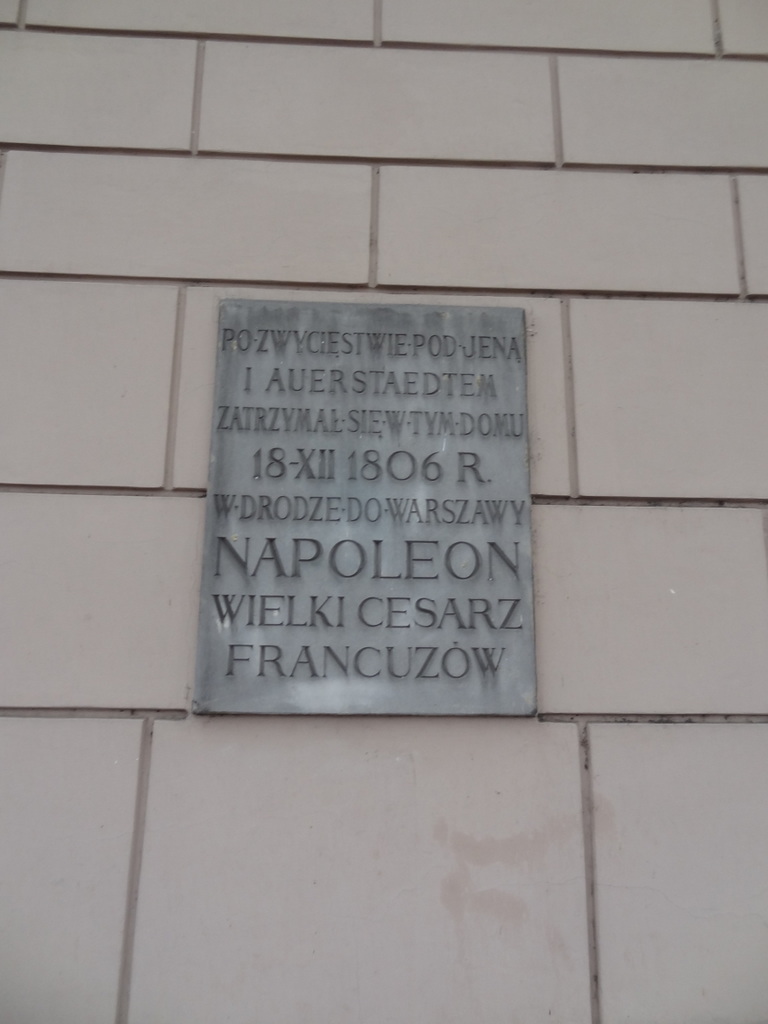 PO·ZWYCIĘSTWIE·POD·JENĄ
I AUERSTAEDTEM
ZATRZYMAŁ·SIĘ·W·TYM·DOMU
18-XII 1806 R.
W·DRODZE·DO·WARSZAWY
NAPOLEON
WIELKI CESARZ
FRANCUZÓW